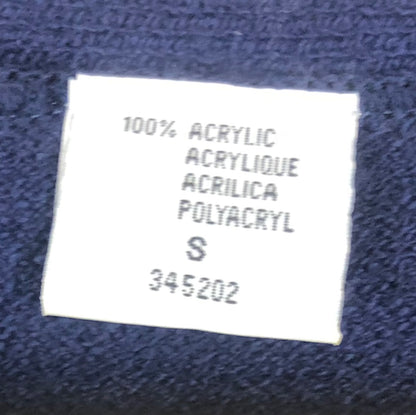 100% ACRYLIC
ACRYLIQUE
ACRILICA
POLYACRYL
S
345202